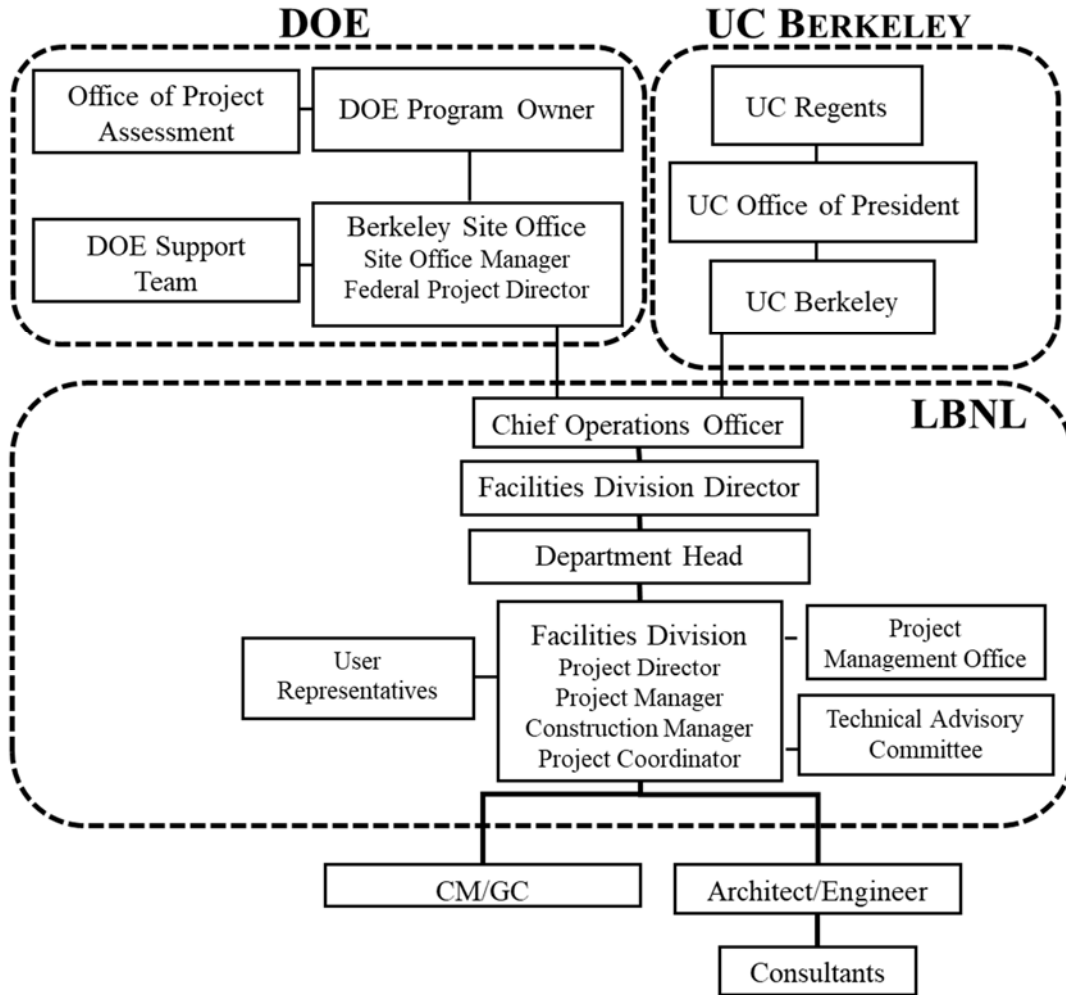 DOE
UC BERKELEY
Office of Project
Assessment
DOE Program Owner
UC Regents
UC Office of President
DOE Support
Team
Berkeley Site Office
Site Office Manager
Federal Project Director
UC Berkeley
LBNL
Chief Operations Officer
Facilities Division Director
Department Head
User
Representatives
Facilities Division
Project Director
Project Manager
Construction Manager
Project Coordinator
Project
Management Office
Technical Advisory
Committee
CM/GC
Architect/Engineer
Consultants